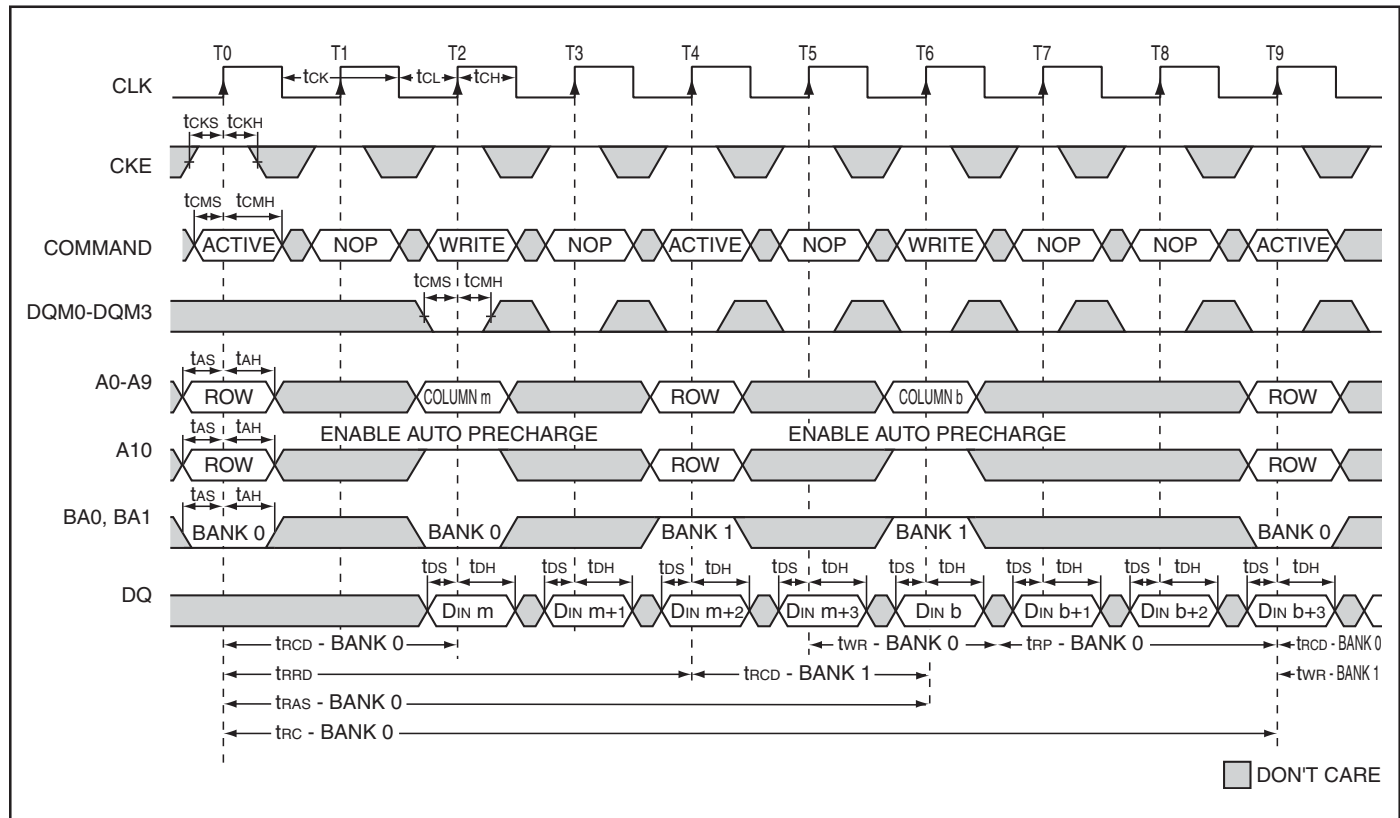 T0 T1 T2 T3 T4 T5 T6 T7 T8 T9
CLK tCK tCL tCH
tCKS tCKH
CKE
tCMS tCMH
COMMAND ACTIVE NOP WRITE NOP ACTIVE NOP WRITE NOP NOP ACTIVE
tCMS tCMH
DQM0-DQM3
tAS tAH
A0-A9 ROW COLUMN m ROW COLUMN b ROW
tAS tAH ENABLE AUTO PRECHARGE ENABLE AUTO PRECHARGE
A10 ROW ROW ROW
tAS tAH
BA0, BA1 BANK 0 BANK 0 BANK 1 BANK 1 BANK 0
tDS tDH tDS tDH tDS tDH tDS tDH tDS tDH tDS tDH tDS tDH tDS tDH
DQ DIN m DIN m+1 DIN m+2 DIN m+3 DIN b DIN b+1 DIN b+2 DIN b+3
tRCD - BANK 0 tWR - BANK 0 tRP - BANK 0 tRCD - BANK 0
tRRD tRCD - BANK 1 tWR - BANK 1
tRAS - BANK 0
tRC - BANK 0
DON'T CARE